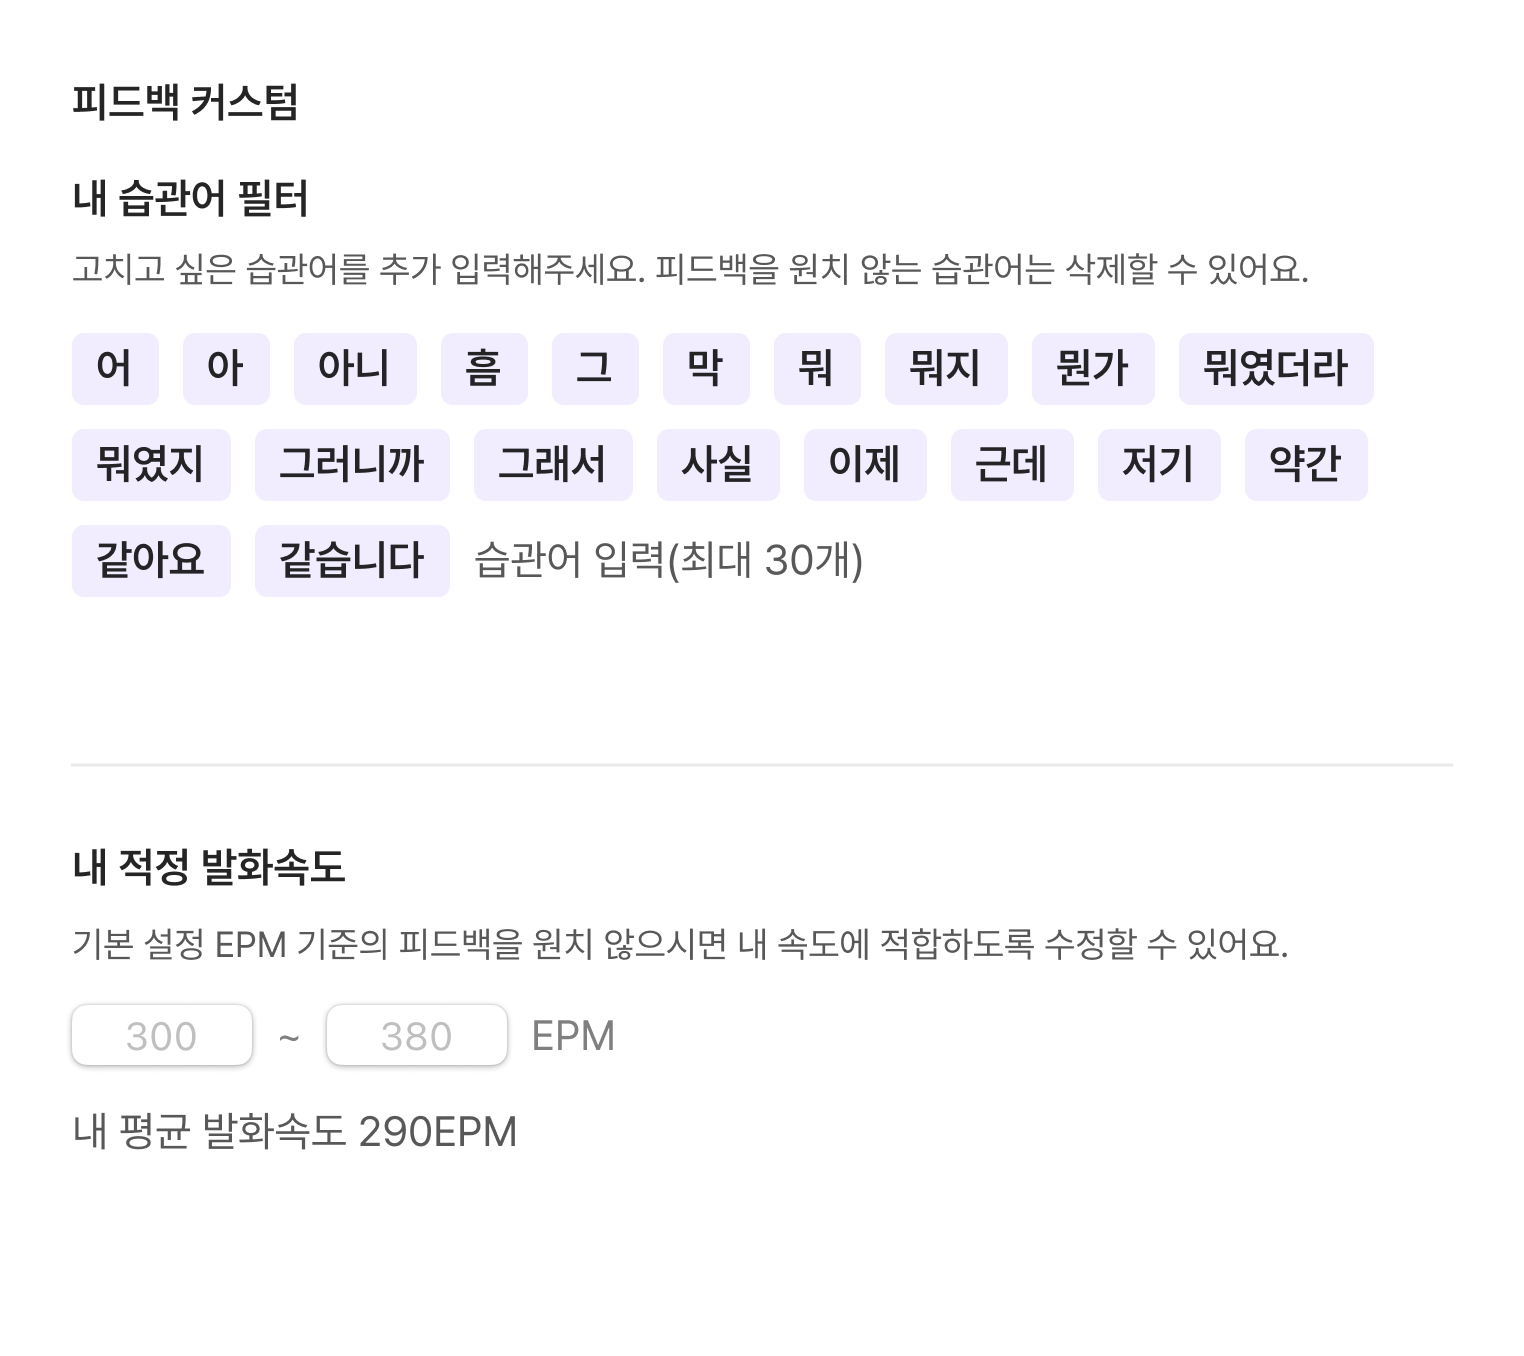 피드백 커스텀
내 습관어 필터
고치고 싶은 습관어를 추가 입력해주세요. 피드백을 원치 않는 습관어는 삭제할 수 있어요.
어 아 아니 흠 그 막 뭐 뭐지 뭔가 뭐였더라
뭐였지 그러니까 그래서 사실 이제 근데 저기 약간
같아요 같습니다 습관어 입력(최대 30개)
내 적정 발화속도
기본 설정 EPM 기준의 피드백을 원치 않으시면 내 속도에 적합하도록 수정할 수 있어요.
300 ~ 380 EPM
내 평균 발화속도 290EPM